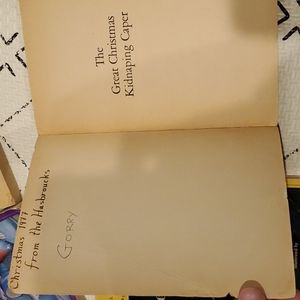 The
Great Christmas
Kidnaping Caper
Christmas 1977
from the Hasbroucks
GORRY